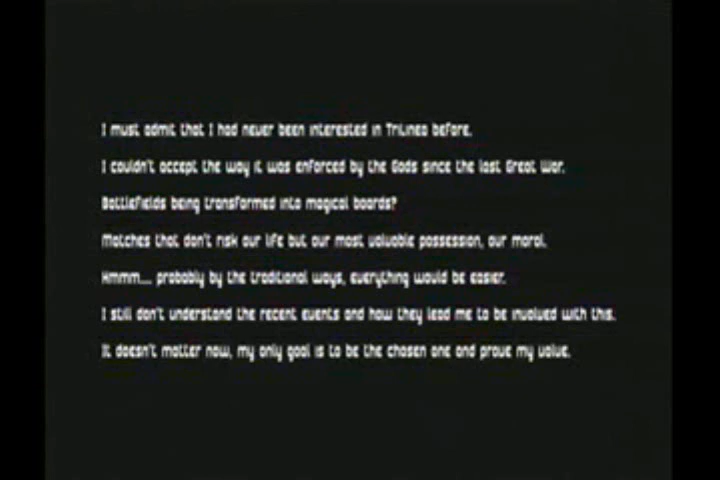 I must admit that I had never been interested in TriLinea before.
I couldn't accept the way it was enforced by the Gods since the last Great War.
Battlefields being transformed into magical boards?
Matches that don't risk our life but our most valuable possession, our moral.
Hmmm.... probably by the traditional ways, everything would be easier.
I still don't understand the recent events and how they lead me to be involved with this.
It doesn't matter now, my only goal is to be the chosen one and prove my value.